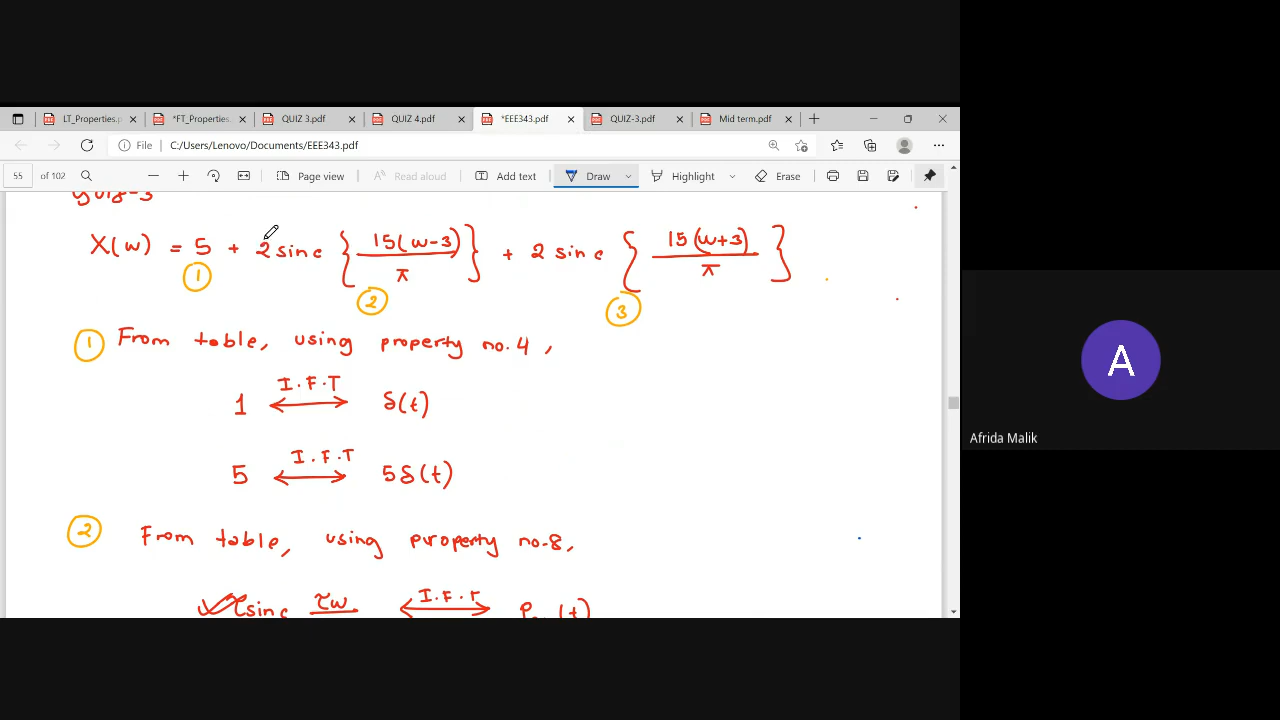 LT_Properties.p
*FT_Properties.
QUIZ 3.pdf
QUIZ 4.pdf
*EEE343.pdf
QUIZ-3.pdf
Mid term.pdf
File C:/Users/Lenovo/Documents/EEE343.pdf
55 of 102 Page view Read aloud Add text Draw Highlight Erase
Quiz-3
X(w) = 5 + 2 sinc { 15(w-3) / π } + 2 sinc { 15(w+3) / π }
1 2 3
1 From table, using property no. 4,
I.F.T
1 ⟷ δ(t)
I.F.T
5 ⟷ 5δ(t)
2 From table, using property no. 8,
τ sinc τw I.F.T
A
Afrida Malik